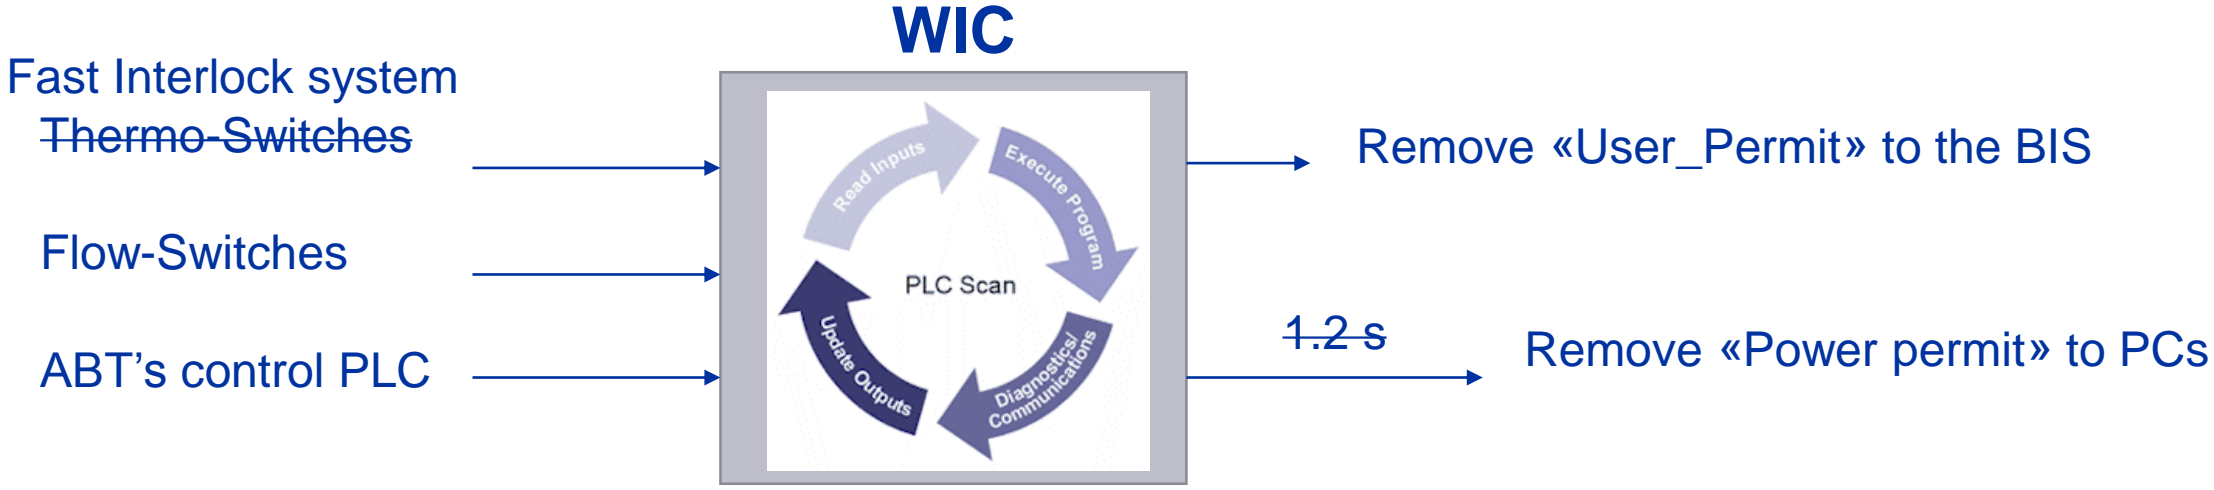 WIC
Fast Interlock system
Thermo-Switches
Flow-Switches
ABT's control PLC
Read Inputs
Execute Program
PLC Scan
Update Outputs
Diagnostics/
Communications
Remove «User_Permit» to the BIS
1.2 s
Remove «Power permit» to PCs